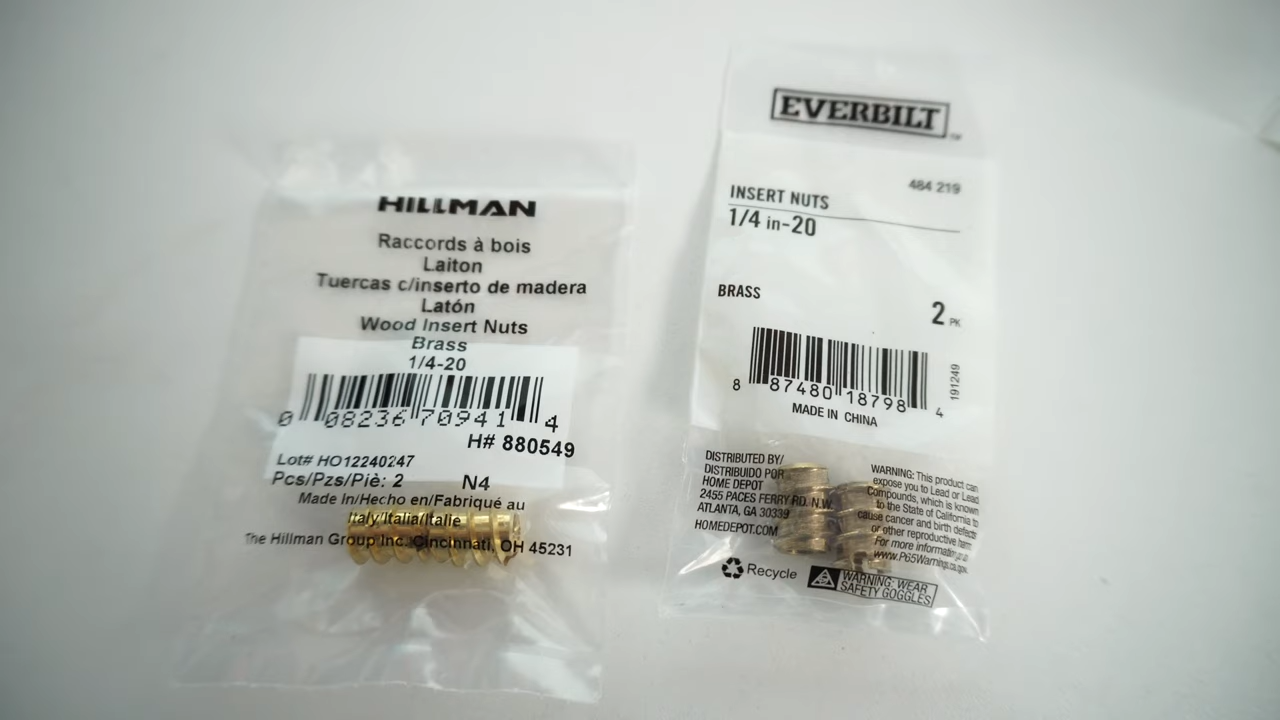 HILLMAN
Raccords à bois
Laiton
Tuercas c/inserto de madera
Latón
Wood Insert Nuts
Brass
1/4-20
0 08236 70941 4
H# 880549
Lot# HO12240247
Pcs/Pzs/Piè: 2 N4
Made In/Hecho en/Fabriqué au
Italy/Italia/Italie
The Hillman Group Inc. Cincinnati, OH 45231
EVERBILT™
484 219
INSERT NUTS
1/4 in-20
BRASS
2 PK
8 87480 18798 4
191249
MADE IN CHINA
DISTRIBUTED BY/
DISTRIBUIDO POR
HOME DEPOT
2455 PACES FERRY RD. N.W.
ATLANTA, GA 30339
HOMEDEPOT.COM
WARNING: This product can
expose you to Lead or Lead
Compounds, which is known
to the State of California to
cause cancer and birth defects
or other reproductive harm.
For more information go to
www.P65Warnings.ca.gov.
Recycle
WARNING: WEAR
SAFETY GOGGLES